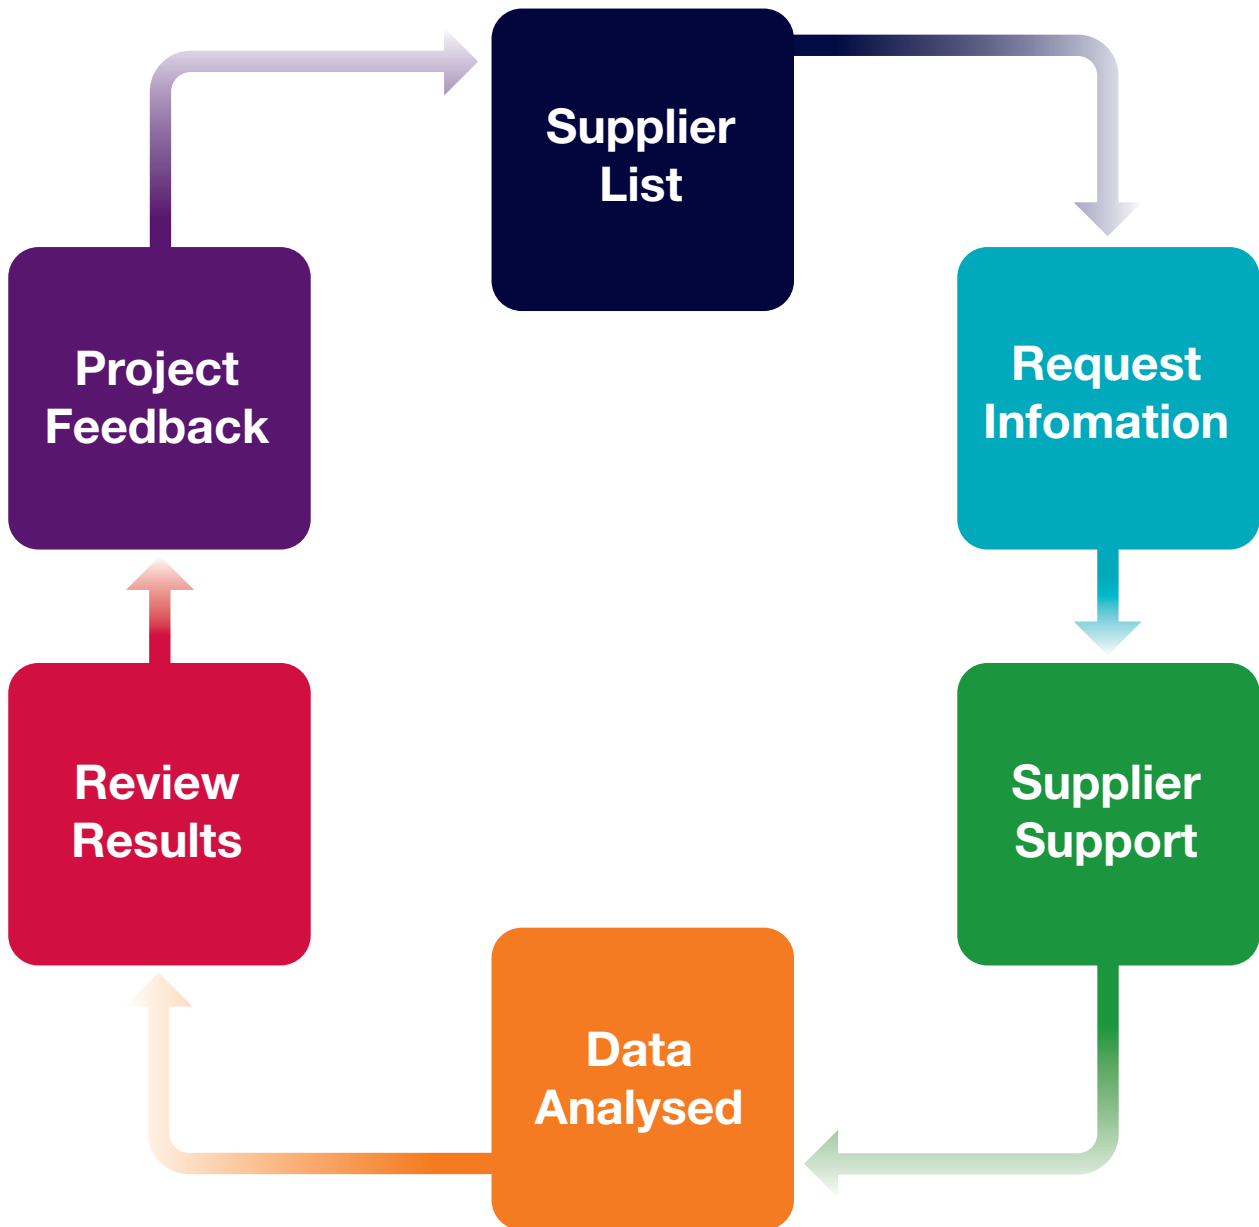 Supplier
List
Request
Infomation
Supplier
Support
Data
Analysed
Review
Results
Project
Feedback